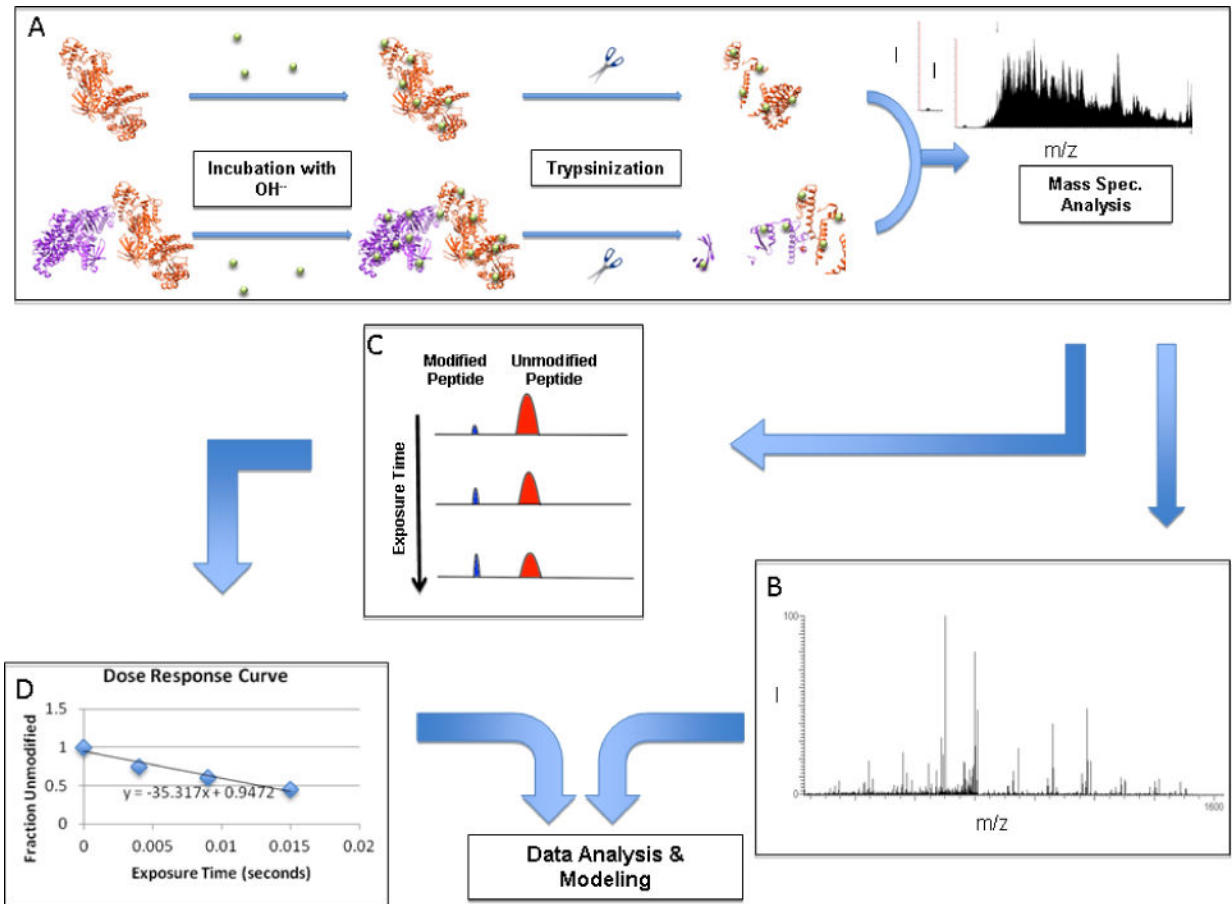 A
Incubation with
OH··
Trypsinization
I
I
m/z
Mass Spec.
Analysis
C
Modified
Peptide
Unmodified
Peptide
Exposure Time
B
100
I
0
m/z
1600
D
Dose Response Curve
Fraction Unmodified
1.5
1
0.5
0
y = -35.317x + 0.9472
0
0.005
0.01
0.015
0.02
Exposure Time (seconds)
Data Analysis &
Modeling